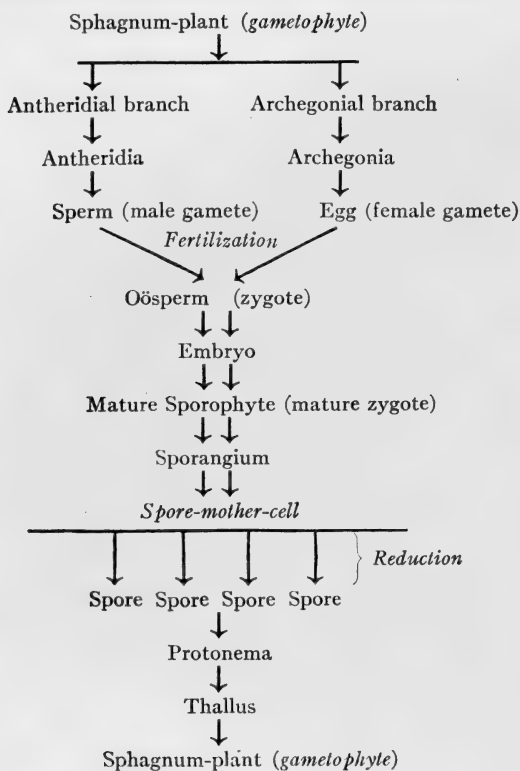 Sphagnum-plant (gametophyte)
Antheridial branch Archegonial branch
Antheridia Archegonia
Sperm (male gamete) Egg (female gamete)
Fertilization
Oösperm (zygote)
Embryo
Mature Sporophyte (mature zygote)
Sporangium
Spore-mother-cell
Reduction
Spore Spore Spore Spore
Protonema
Thallus
Sphagnum-plant (gametophyte)